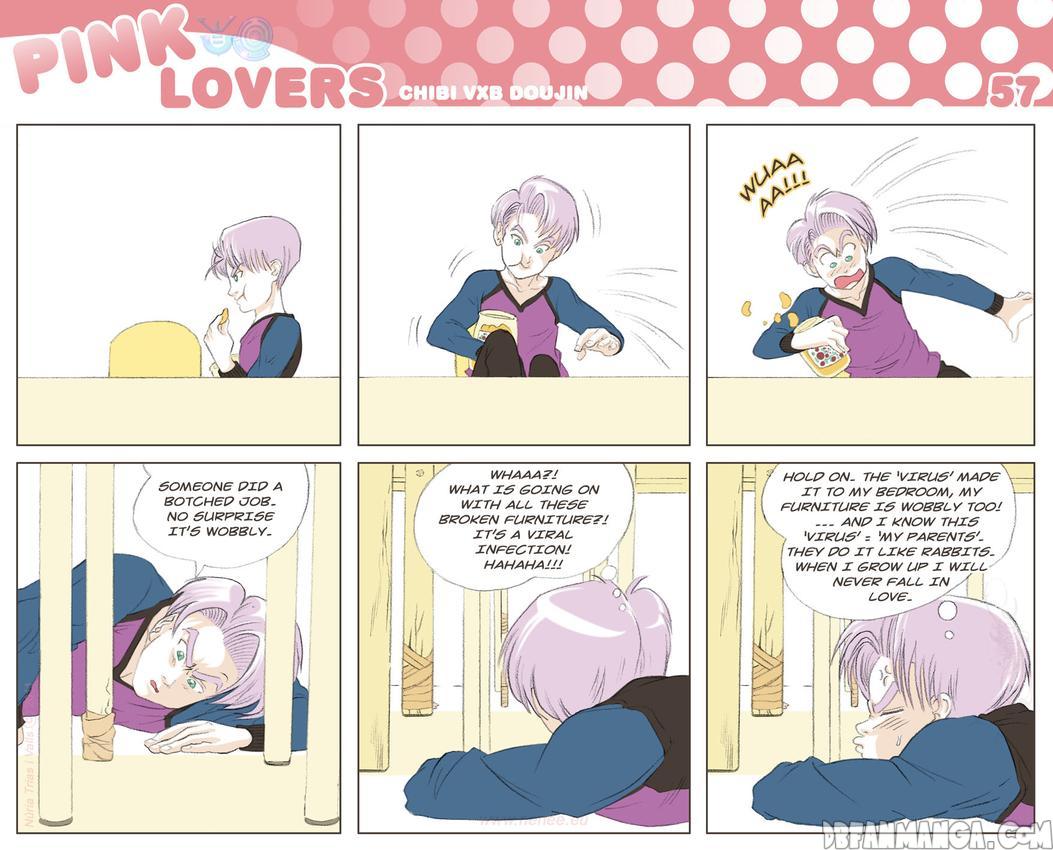 PINK
LOVERS
CHIBI VXB DOUJIN
57
WUAA
AA!!!
SOMEONE DID A
BOTCHED JOB.
NO SURPRISE
IT'S WOBBLY.
WHAAA?!
WHAT IS GOING ON
WITH ALL THESE
BROKEN FURNITURE?!
IT'S A VIRAL
INFECTION!
HAHAHA!!!
HOLD ON. THE 'VIRUS' MADE
IT TO MY BEDROOM, MY
FURNITURE IS WOBBLY TOO!
... AND I KNOW THIS
'VIRUS' = 'MY PARENTS'.
THEY DO IT LIKE RABBITS.
WHEN I GROW UP I WILL
NEVER FALL IN
LOVE.
Núria Trias i Valls
DBFANMANGA.COM